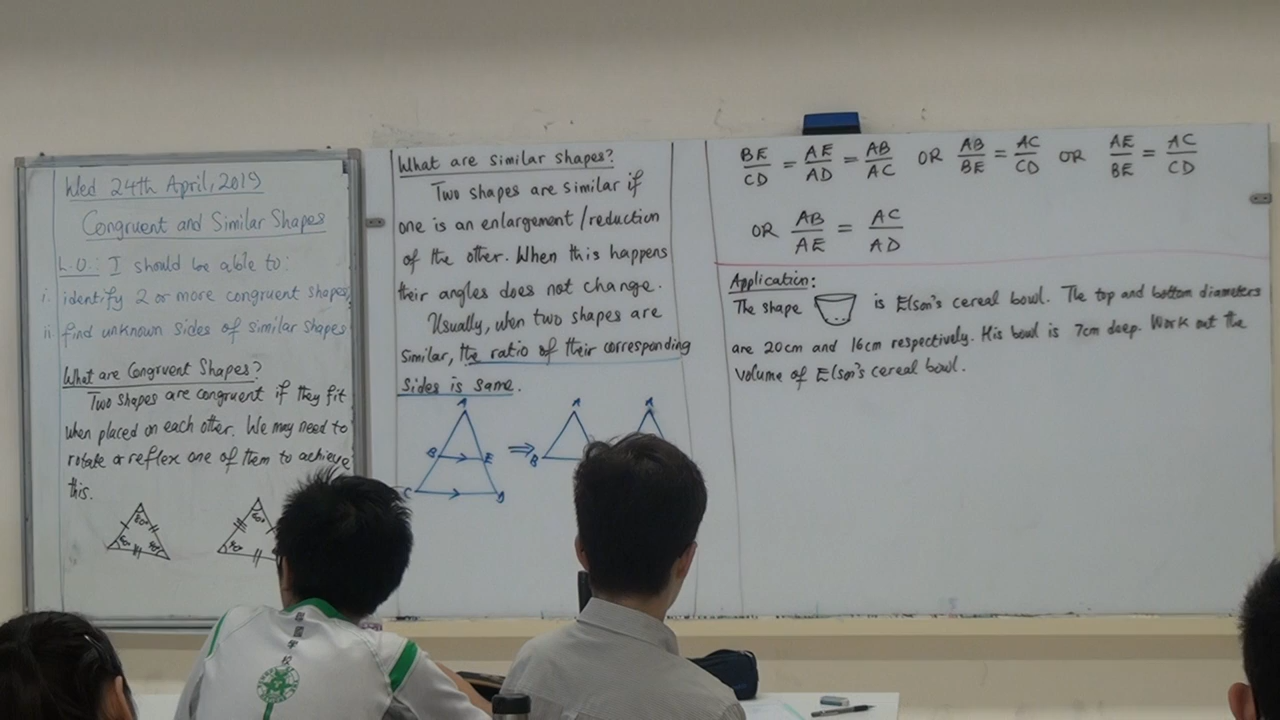 Wed 24th April, 2019
Congruent and Similar Shapes
L.O.: I should be able to:
i. identify 2 or more congruent shapes,
ii. find unknown sides of similar shapes
What are Congruent Shapes?
Two shapes are congruent if they fit
when placed on each other. We may need to
rotate or reflect one of them to achieve
this.
What are similar shapes?
Two shapes are similar if
one is an enlargement/reduction
of the other. When this happens
their angles does not change.
Usually, when two shapes are
Similar, the ratio of their corresponding
sides is same.
A
B E
C D
⇒
A
B
A
BE/CD = AE/AD = AB/AC OR AB/BE = AC/CD OR AE/BE = AC/CD
OR AB/AE = AC/AD
Application:
The shape is Elson's cereal bowl. The top and bottom diameters
are 20cm and 16cm respectively. His bowl is 7cm deep. Work out the
Volume of Elson's cereal bowl.
校